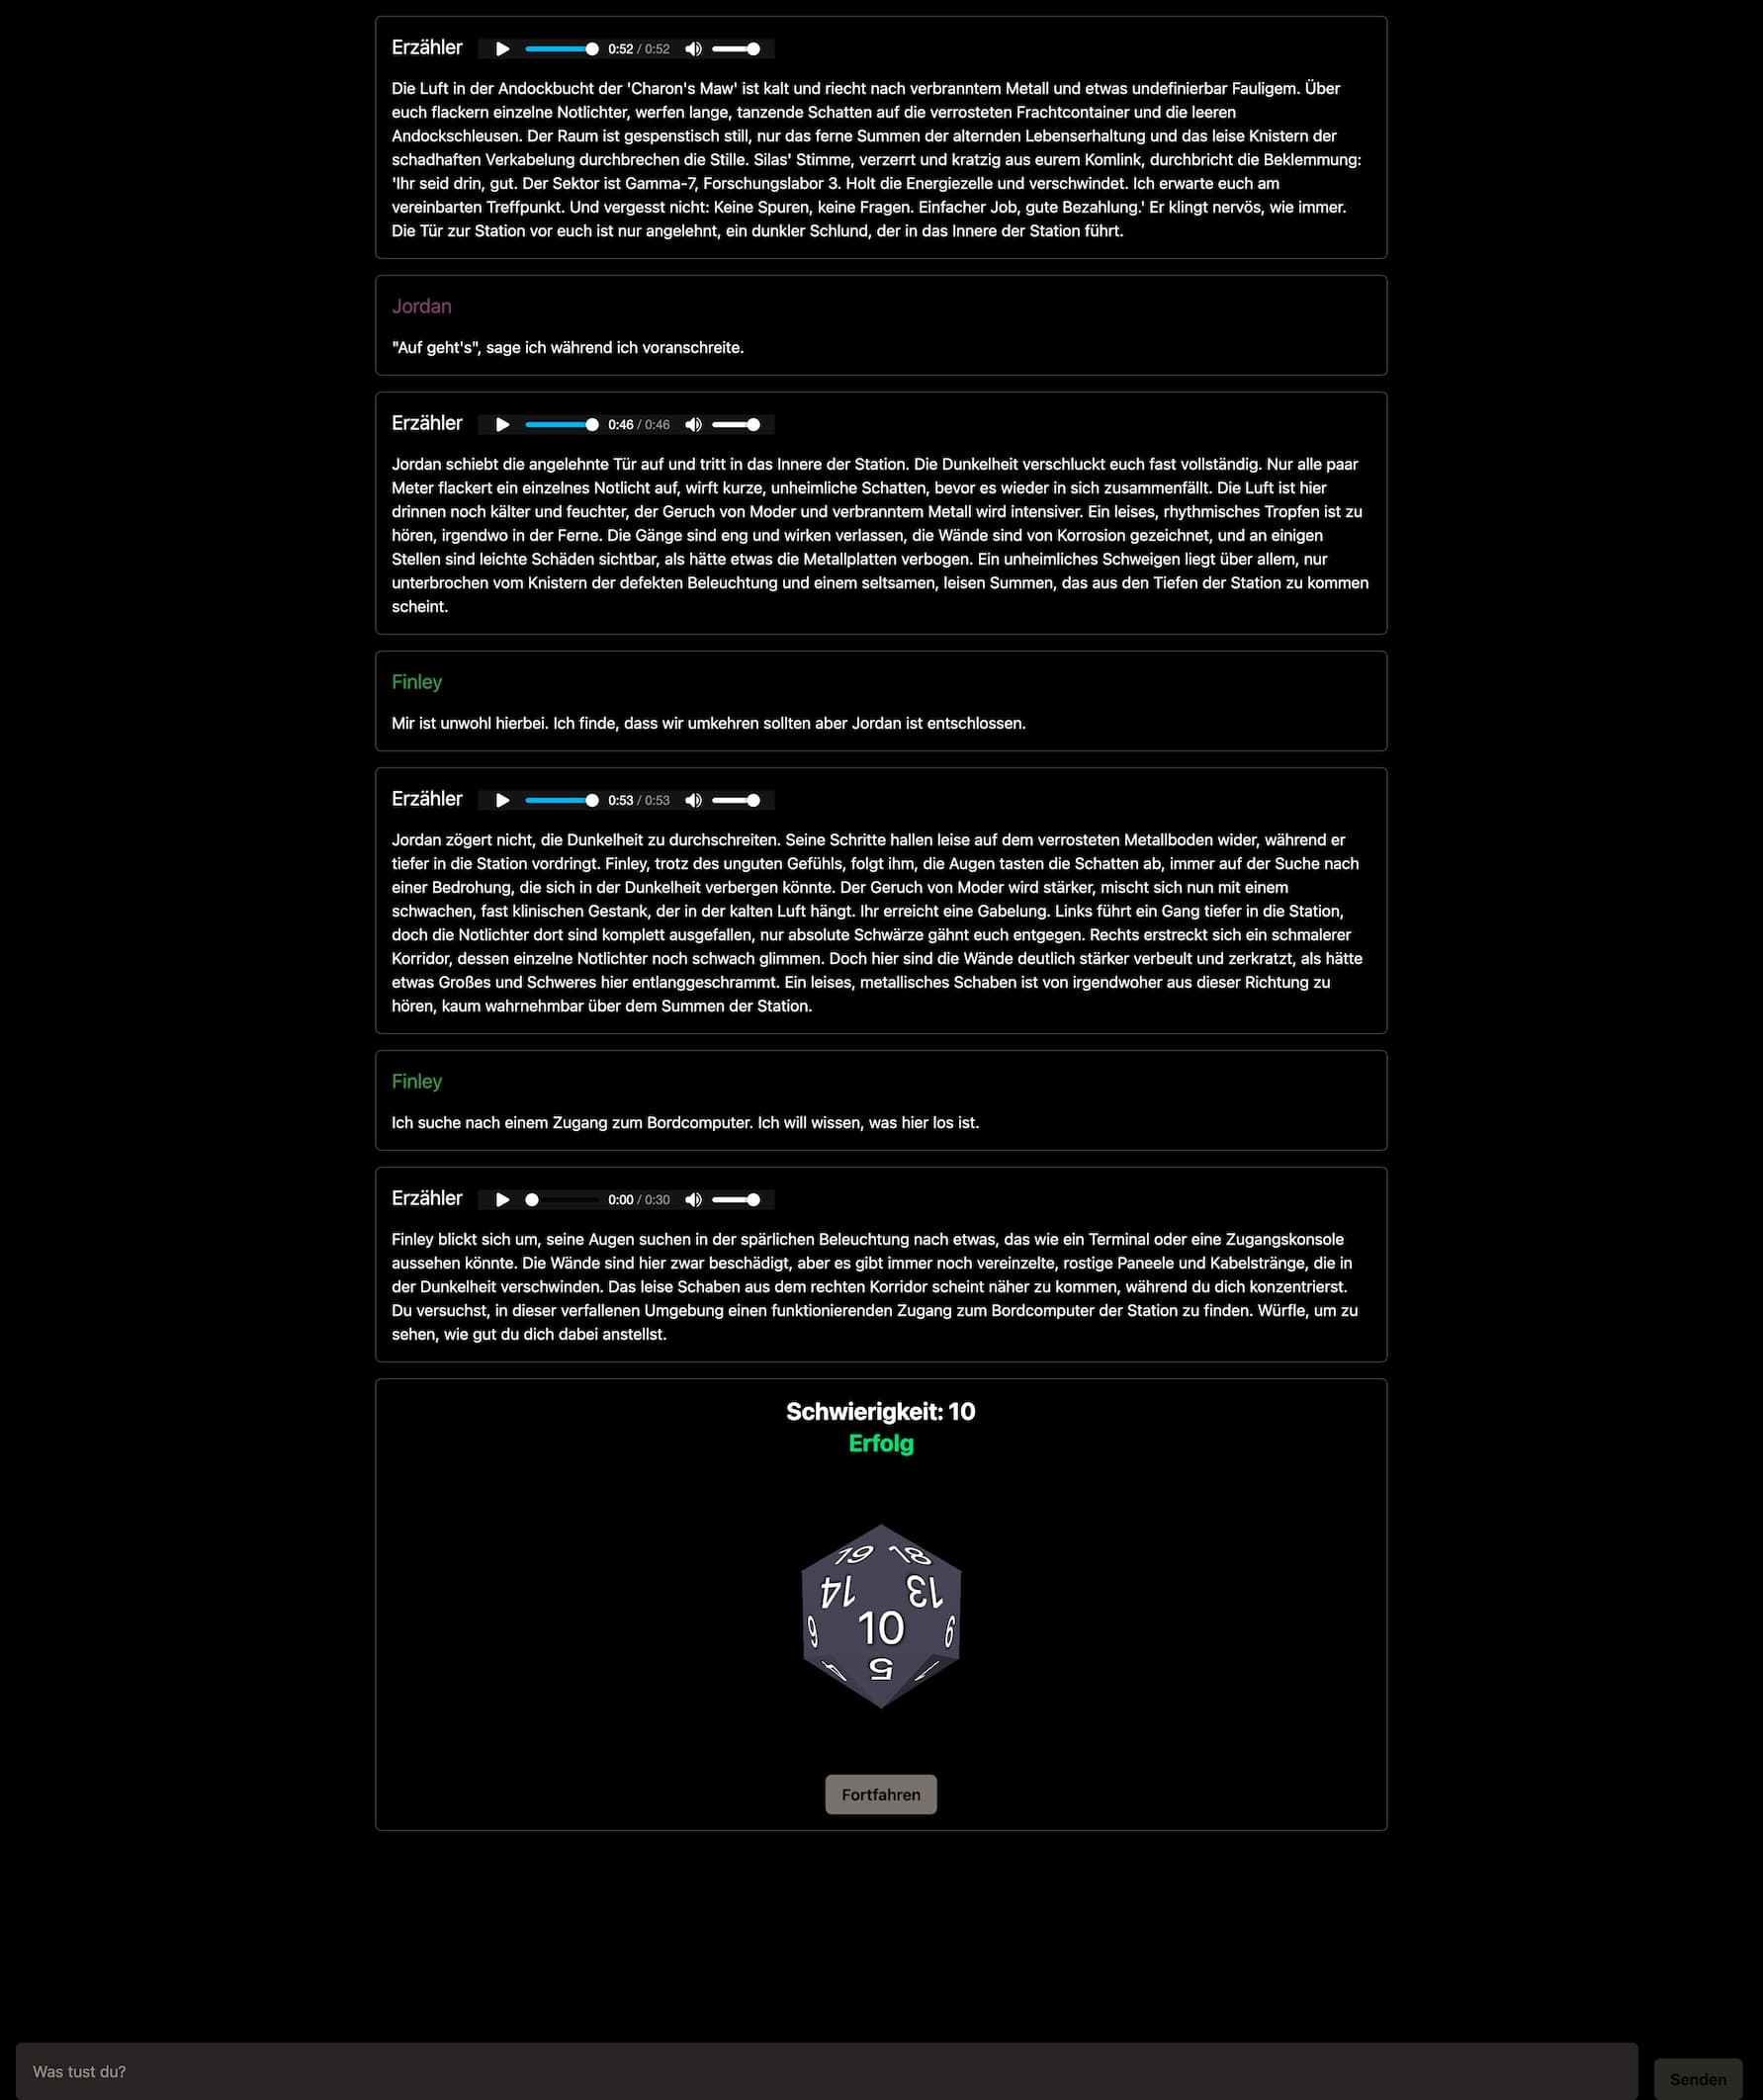 Erzähler 0:52 / 0:52
Die Luft in der Andockbucht der 'Charon's Maw' ist kalt und riecht nach verbranntem Metall und etwas undefinierbar Fauligem. Über
euch flackern einzelne Notlichter, werfen lange, tanzende Schatten auf die verrosteten Frachtcontainer und die leeren
Andockschleusen. Der Raum ist gespenstisch still, nur das ferne Summen der alternden Lebenserhaltung und das leise Knistern der
schadhaften Verkabelung durchbrechen die Stille. Silas' Stimme, verzerrt und kratzig aus eurem Komlink, durchbricht die Beklemmung:
'Ihr seid drin, gut. Der Sektor ist Gamma-7, Forschungslabor 3. Holt die Energiezelle und verschwindet. Ich erwarte euch am
vereinbarten Treffpunkt. Und vergesst nicht: Keine Spuren, keine Fragen. Einfacher Job, gute Bezahlung.' Er klingt nervös, wie immer.
Die Tür zur Station vor euch ist nur angelehnt, ein dunkler Schlund, der in das Innere der Station führt.
Jordan
"Auf geht's", sage ich während ich voranschreite.
Erzähler 0:46 / 0:46
Jordan schiebt die angelehnte Tür auf und tritt in das Innere der Station. Die Dunkelheit verschluckt euch fast vollständig. Nur alle paar
Meter flackert ein einzelnes Notlicht auf, wirft kurze, unheimliche Schatten, bevor es wieder in sich zusammenfällt. Die Luft ist hier
drinnen noch kälter und feuchter, der Geruch von Moder und verbranntem Metall wird intensiver. Ein leises, rhythmisches Tropfen ist zu
hören, irgendwo in der Ferne. Die Gänge sind eng und wirken verlassen, die Wände sind von Korrosion gezeichnet, und an einigen
Stellen sind leichte Schäden sichtbar, als hätte etwas die Metallplatten verbogen. Ein unheimliches Schweigen liegt über allem, nur
unterbrochen vom Knistern der defekten Beleuchtung und einem seltsamen, leisen Summen, das aus den Tiefen der Station zu kommen
scheint.
Finley
Mir ist unwohl hierbei. Ich finde, dass wir umkehren sollten aber Jordan ist entschlossen.
Erzähler 0:53 / 0:53
Jordan zögert nicht, die Dunkelheit zu durchschreiten. Seine Schritte hallen leise auf dem verrosteten Metallboden wider, während er
tiefer in die Station vordringt. Finley, trotz des unguten Gefühls, folgt ihm, die Augen tasten die Schatten ab, immer auf der Suche nach
einer Bedrohung, die sich in der Dunkelheit verbergen könnte. Der Geruch von Moder wird stärker, mischt sich nun mit einem
schwachen, fast klinischen Gestank, der in der kalten Luft hängt. Ihr erreicht eine Gabelung. Links führt ein Gang tiefer in die Station,
doch die Notlichter dort sind komplett ausgefallen, nur absolute Schwärze gähnt euch entgegen. Rechts erstreckt sich ein schmalerer
Korridor, dessen einzelne Notlichter noch schwach glimmen. Doch hier sind die Wände deutlich stärker verbeult und zerkratzt, als hätte
etwas Großes und Schweres hier entlanggeschrammt. Ein leises, metallisches Schaben ist von irgendwoher aus dieser Richtung zu
hören, kaum wahrnehmbar über dem Summen der Station.
Finley
Ich suche nach einem Zugang zum Bordcomputer. Ich will wissen, was hier los ist.
Erzähler 0:00 / 0:30
Finley blickt sich um, seine Augen suchen in der spärlichen Beleuchtung nach etwas, das wie ein Terminal oder eine Zugangskonsole
aussehen könnte. Die Wände sind hier zwar beschädigt, aber es gibt immer noch vereinzelte, rostige Paneele und Kabelstränge, die in
der Dunkelheit verschwinden. Das leise Schaben aus dem rechten Korridor scheint näher zu kommen, während du dich konzentrierst.
Du versuchst, in dieser verfallenen Umgebung einen funktionierenden Zugang zum Bordcomputer der Station zu finden. Würfle, um zu
sehen, wie gut du dich dabei anstellst.
Schwierigkeit: 10
Erfolg
19 18
14 13
6 10 9
5
Fortfahren
Was tust du?
Senden